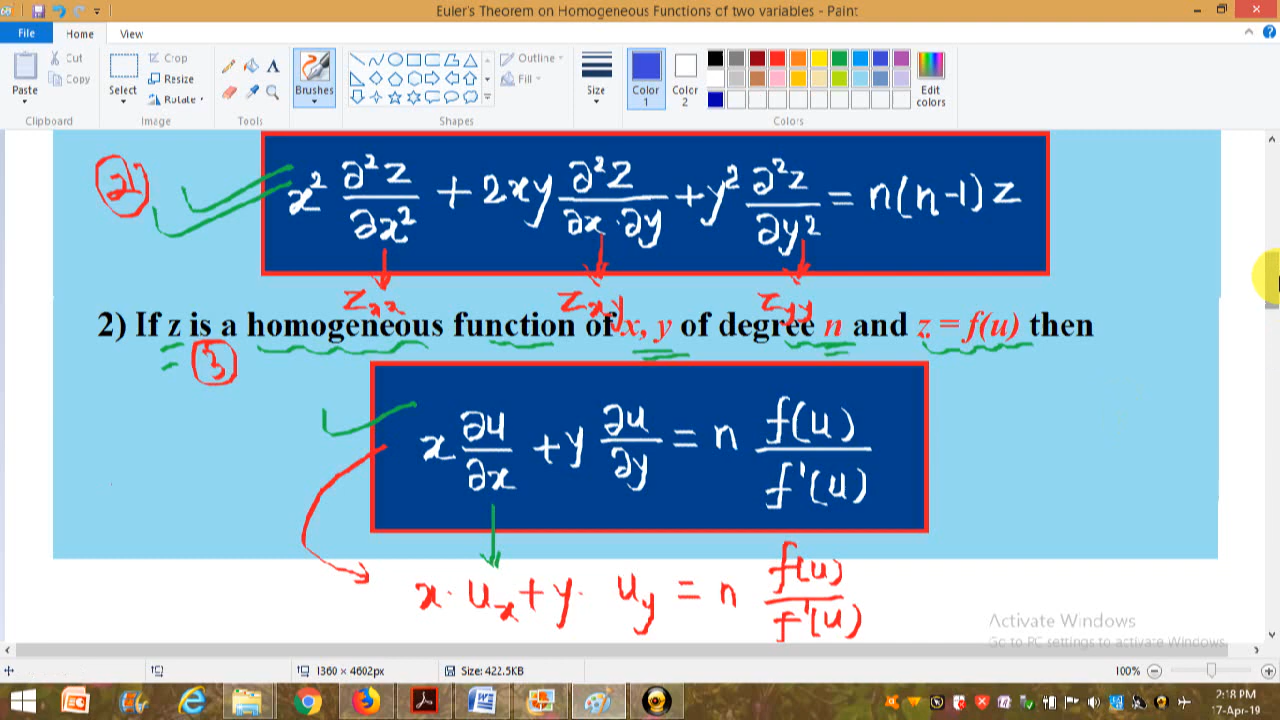 Euler's Theorem on Homogeneous Functions of two variables - Paint
File Home View
Cut
Copy
Paste
Clipboard
Select
Crop
Resize
Rotate
Image
Tools
Brushes
Outline
Fill
Shapes
Size
Color 1
Color 2
Edit colors
Colors
② x² ∂²z/∂x² + 2xy ∂²z/∂x·∂y + y² ∂²z/∂y² = n(n-1)z
Zxx Zxy Zyy
2) If z is a homogeneous function of x, y of degree n and z = f(u) then
③
x ∂u/∂x + y ∂u/∂y = n f(u)/f'(u)
x· ux + y· uy = n f(u)/f'(u)
Activate Windows
Go to PC settings to activate Windows.
1360 × 4602px Size: 422.5KB 100%
2:18 PM
17-Apr-19